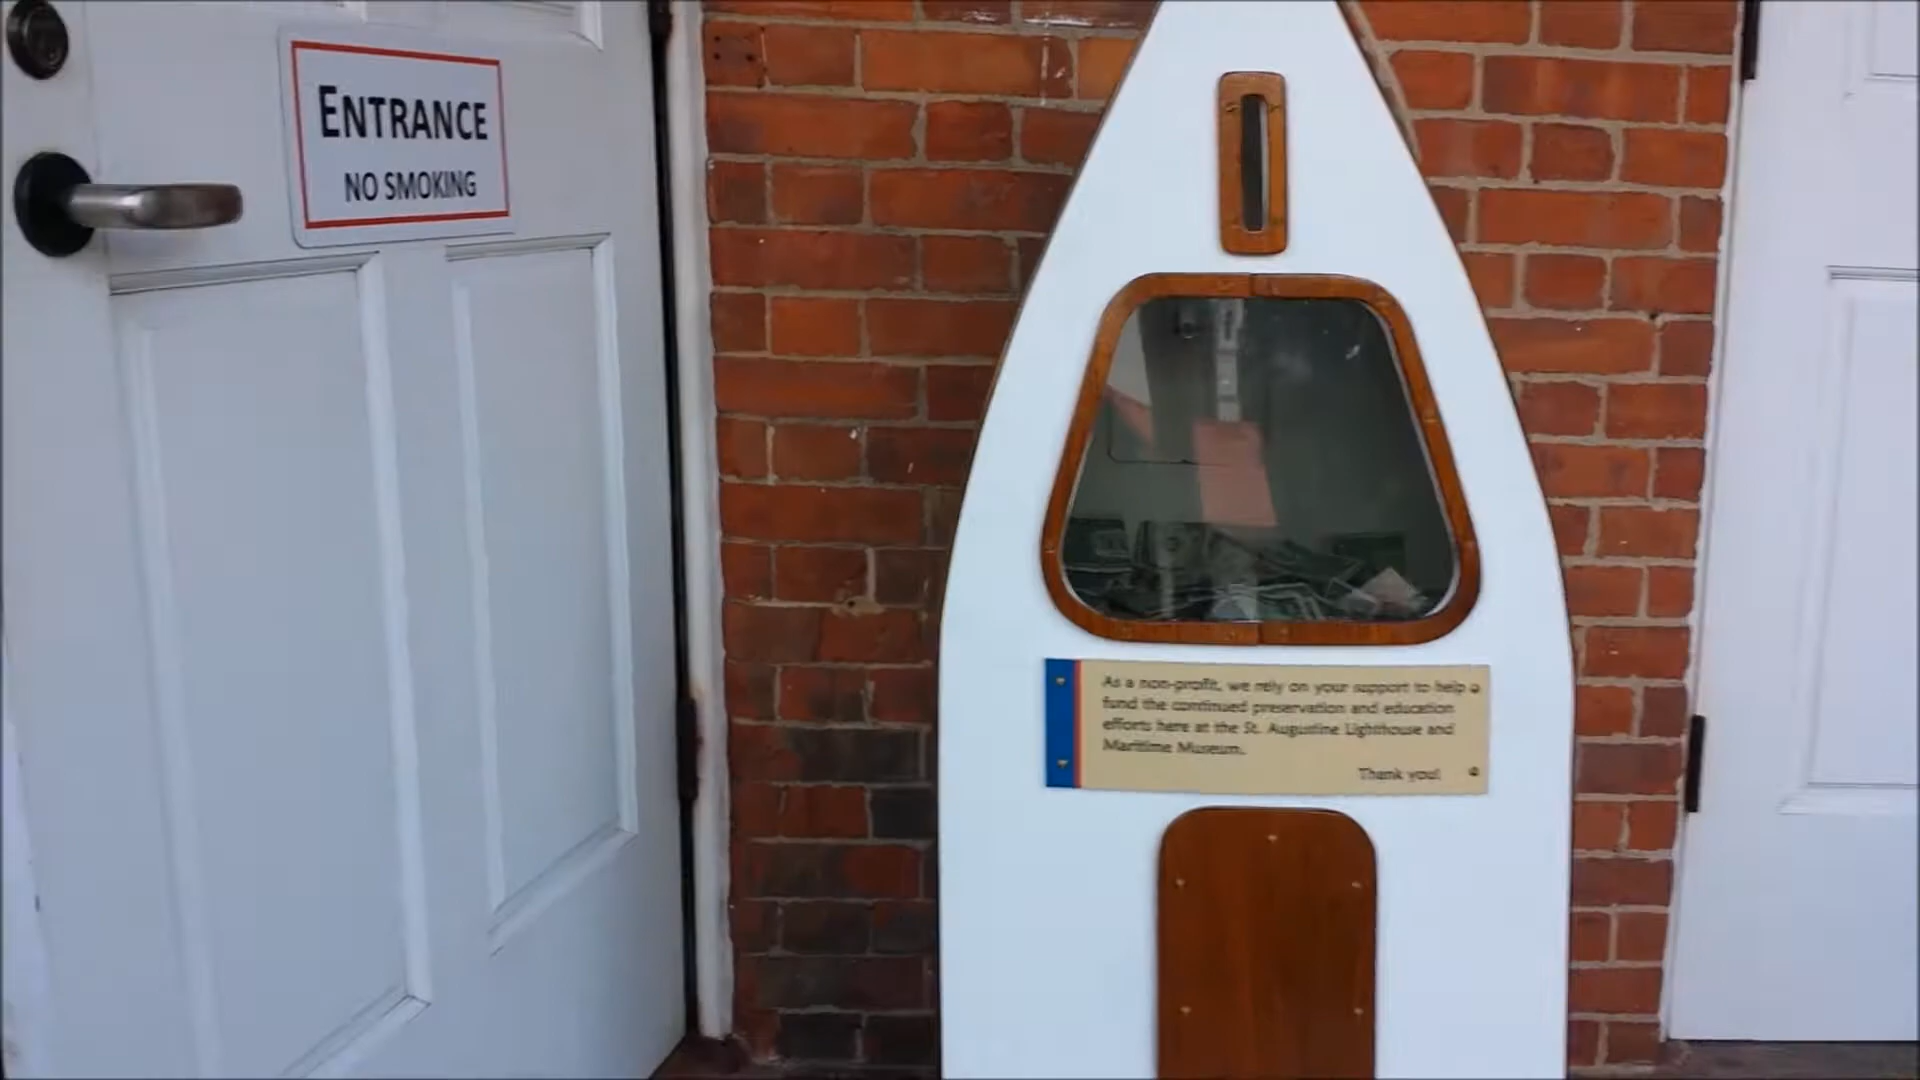 ENTRANCE
NO SMOKING
As a non-profit, we rely on your support to help
fund the continued preservation and education
efforts here at the St. Augustine Lighthouse and
Maritime Museum.
Thank you!